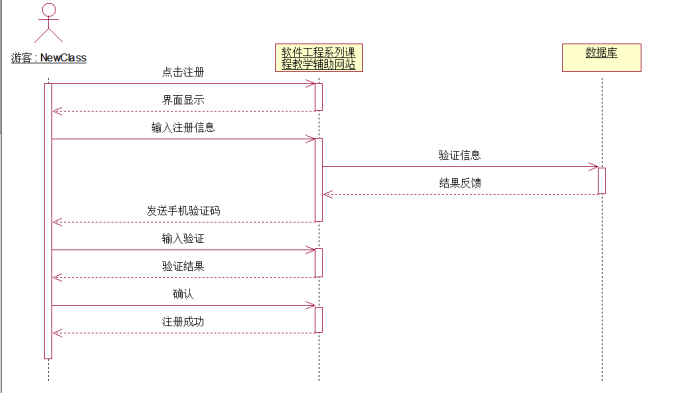 游客 : NewClass
软件工程系列课
程教学辅助网站
数据库
点击注册
界面显示
输入注册信息
验证信息
结果反馈
发送手机验证码
输入验证
验证结果
确认
注册成功